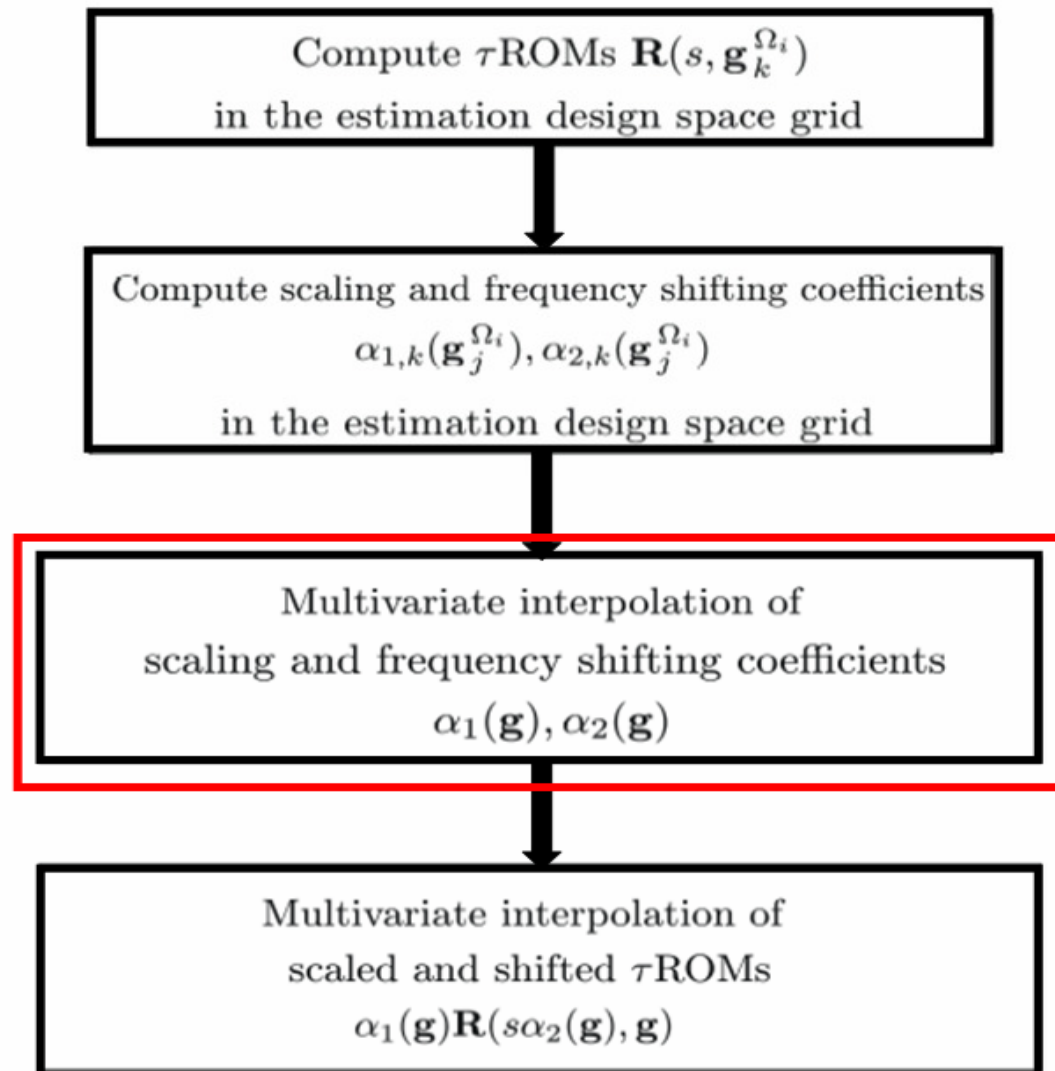 Compute τROMs R(s, g_k^{Ω_i})
in the estimation design space grid
Compute scaling and frequency shifting coefficients
α_{1,k}(g_j^{Ω_i}), α_{2,k}(g_j^{Ω_i})
in the estimation design space grid
Multivariate interpolation of
scaling and frequency shifting coefficients
α_1(g), α_2(g)
Multivariate interpolation of
scaled and shifted τROMs
α_1(g)R(sα_2(g), g)